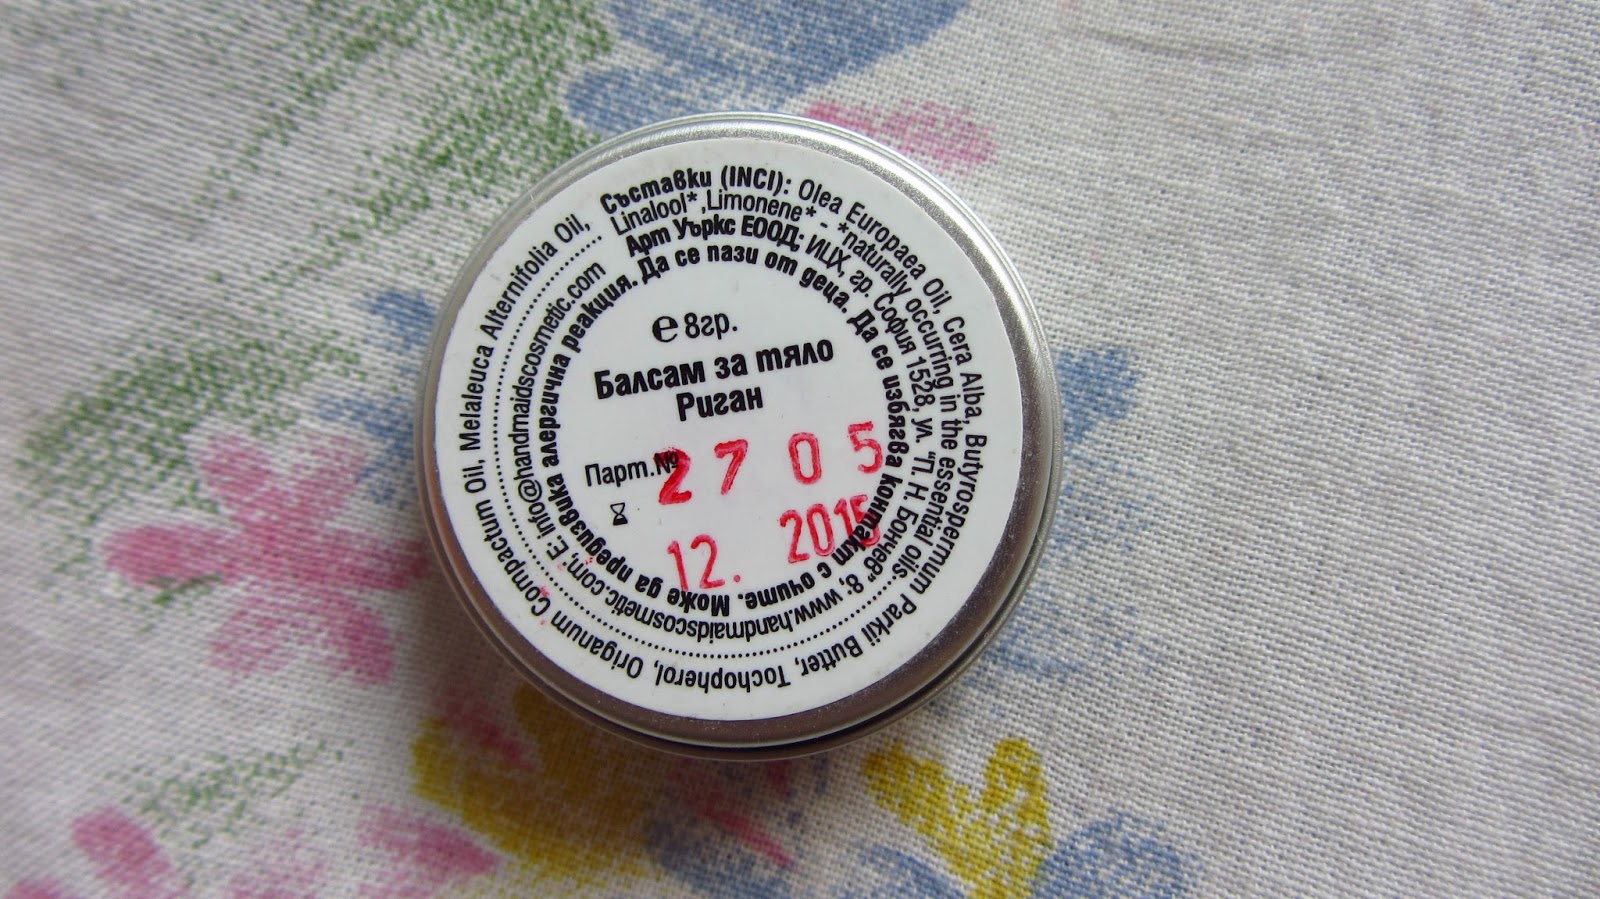 Съставки (INCI): Olea Europaea Oil, Cera Alba, Butyrospermum Parkii Butter, Tochopherol, Origanum Compactum Oil, Melaleuca Alternifolia Oil,
Linalool*, Limonene* - *naturally occurring in the essential oils
Арт Уъркс ЕООД; ИЦХ, гр. София 1528, ул. "П. Н. Бончев" 8; www.handmaidscosmetic.com, E: info@handmaidscosmetic.com
Може да предизвика алергична реакция. Да се пази от деца. Да се избягва контакт с очите.
℮ 8гр.
Балсам за тяло
Риган
Парт.№ 27 05
12. 2015